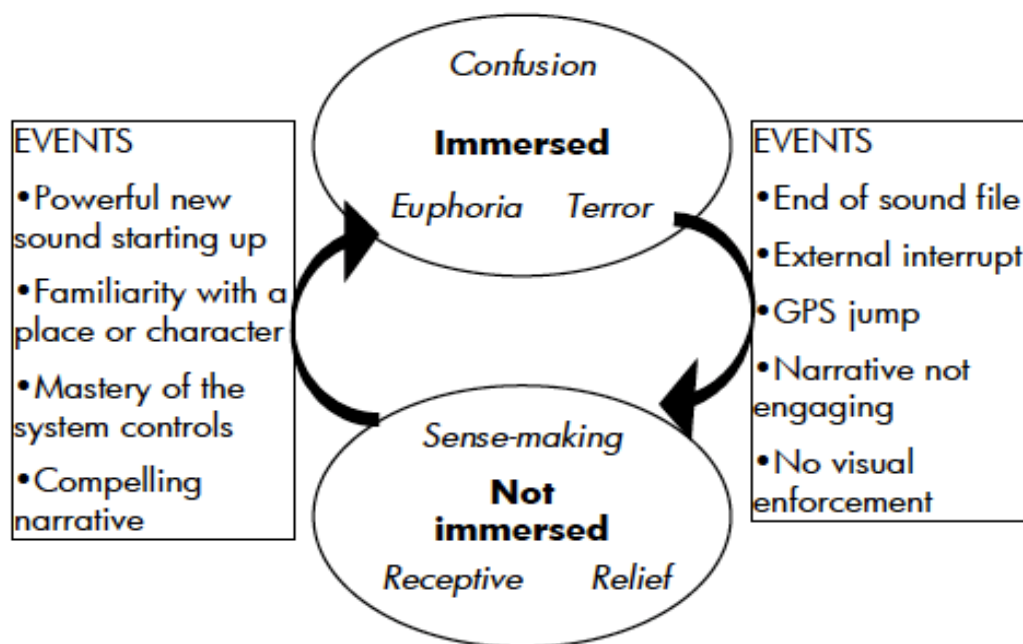 Confusion
Immersed
Euphoria Terror
EVENTS
•Powerful new
sound starting up
•Familiarity with a
place or character
•Mastery of the
system controls
•Compelling
narrative
EVENTS
•End of sound file
•External interrupt
•GPS jump
•Narrative not
engaging
•No visual
enforcement
Sense-making
Not
immersed
Receptive Relief